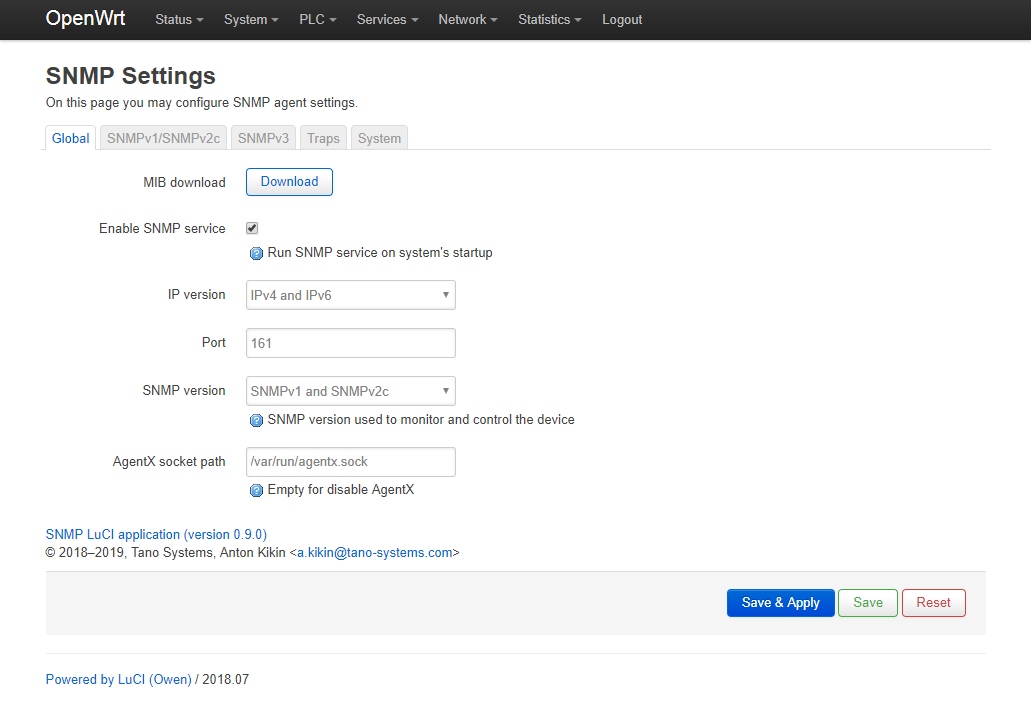 OpenWrt Status System PLC Services Network Statistics Logout
SNMP Settings
On this page you may configure SNMP agent settings.
Global SNMPv1/SNMPv2c SNMPv3 Traps System
MIB download Download
Enable SNMP service
Run SNMP service on system's startup
IP version IPv4 and IPv6
Port 161
SNMP version SNMPv1 and SNMPv2c
SNMP version used to monitor and control the device
AgentX socket path /var/run/agentx.sock
Empty for disable AgentX
SNMP LuCI application (version 0.9.0)
© 2018–2019, Tano Systems, Anton Kikin <a.kikin@tano-systems.com>
Save & Apply Save Reset
Powered by LuCI (Owen) / 2018.07